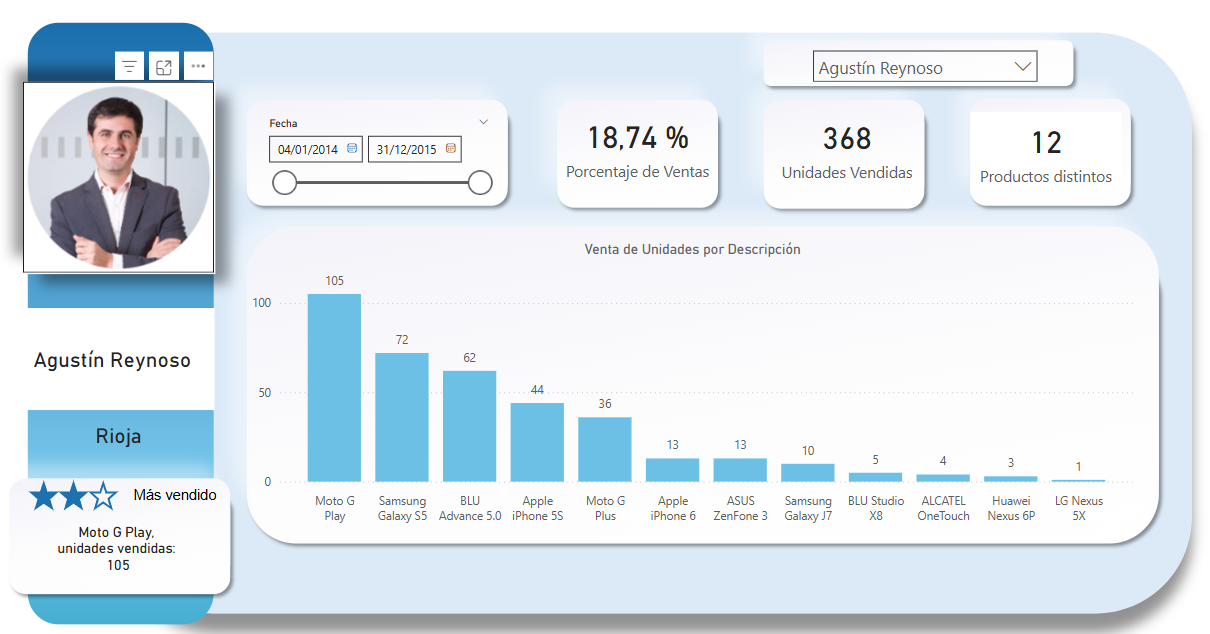 Agustín Reynoso
Fecha
04/01/2014
31/12/2015
18,74 %
Porcentaje de Ventas
368
Unidades Vendidas
12
Productos distintos
Venta de Unidades por Descripción
100
50
0
105
72
62
44
36
13
13
10
5
4
3
1
Moto G
Play
Samsung
Galaxy S5
BLU
Advance 5.0
Apple
iPhone 5S
Moto G
Plus
Apple
iPhone 6
ASUS
ZenFone 3
Samsung
Galaxy J7
BLU Studio
X8
ALCATEL
OneTouch
Huawei
Nexus 6P
LG Nexus
5X
Agustín Reynoso
Rioja
Más vendido
Moto G Play,
unidades vendidas:
105